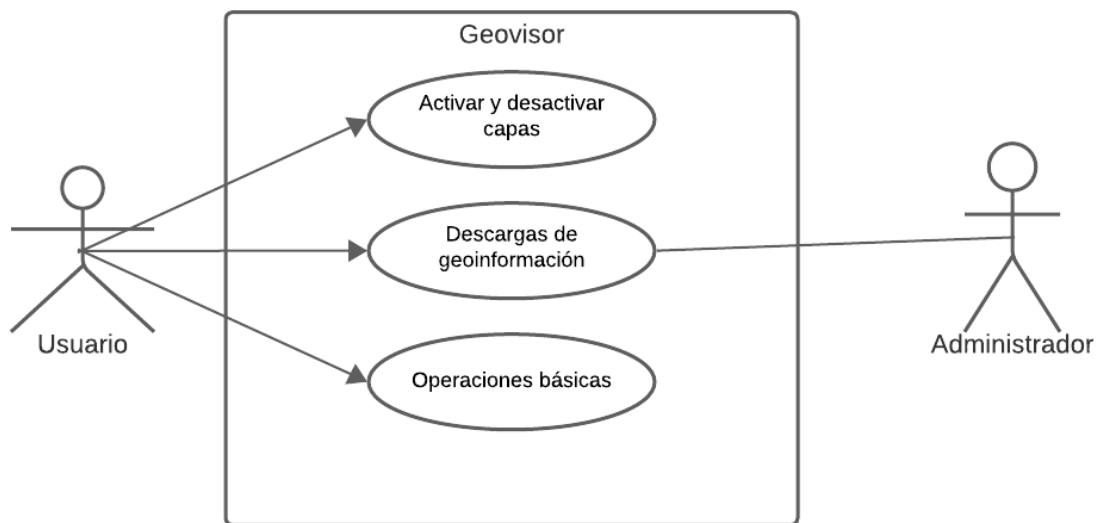 Geovisor
Activar y desactivar
capas
Descargas de
geoinformación
Operaciones básicas
Usuario
Administrador